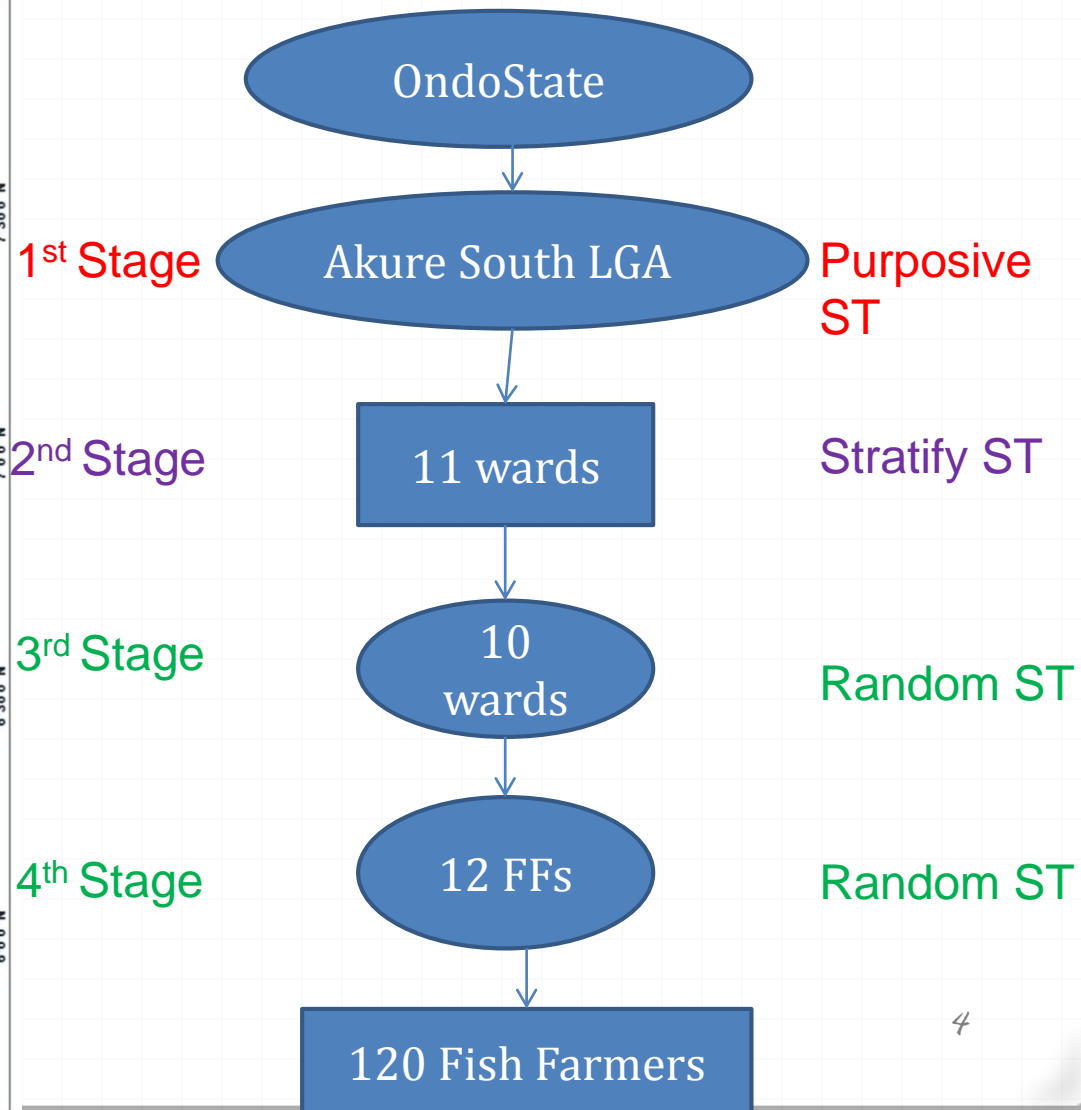 OndoState
1st Stage
Akure South LGA
Purposive
ST
2nd Stage
11 wards
Stratify ST
3rd Stage
10
wards
Random ST
4th Stage
12 FFs
Random ST
4
120 Fish Farmers